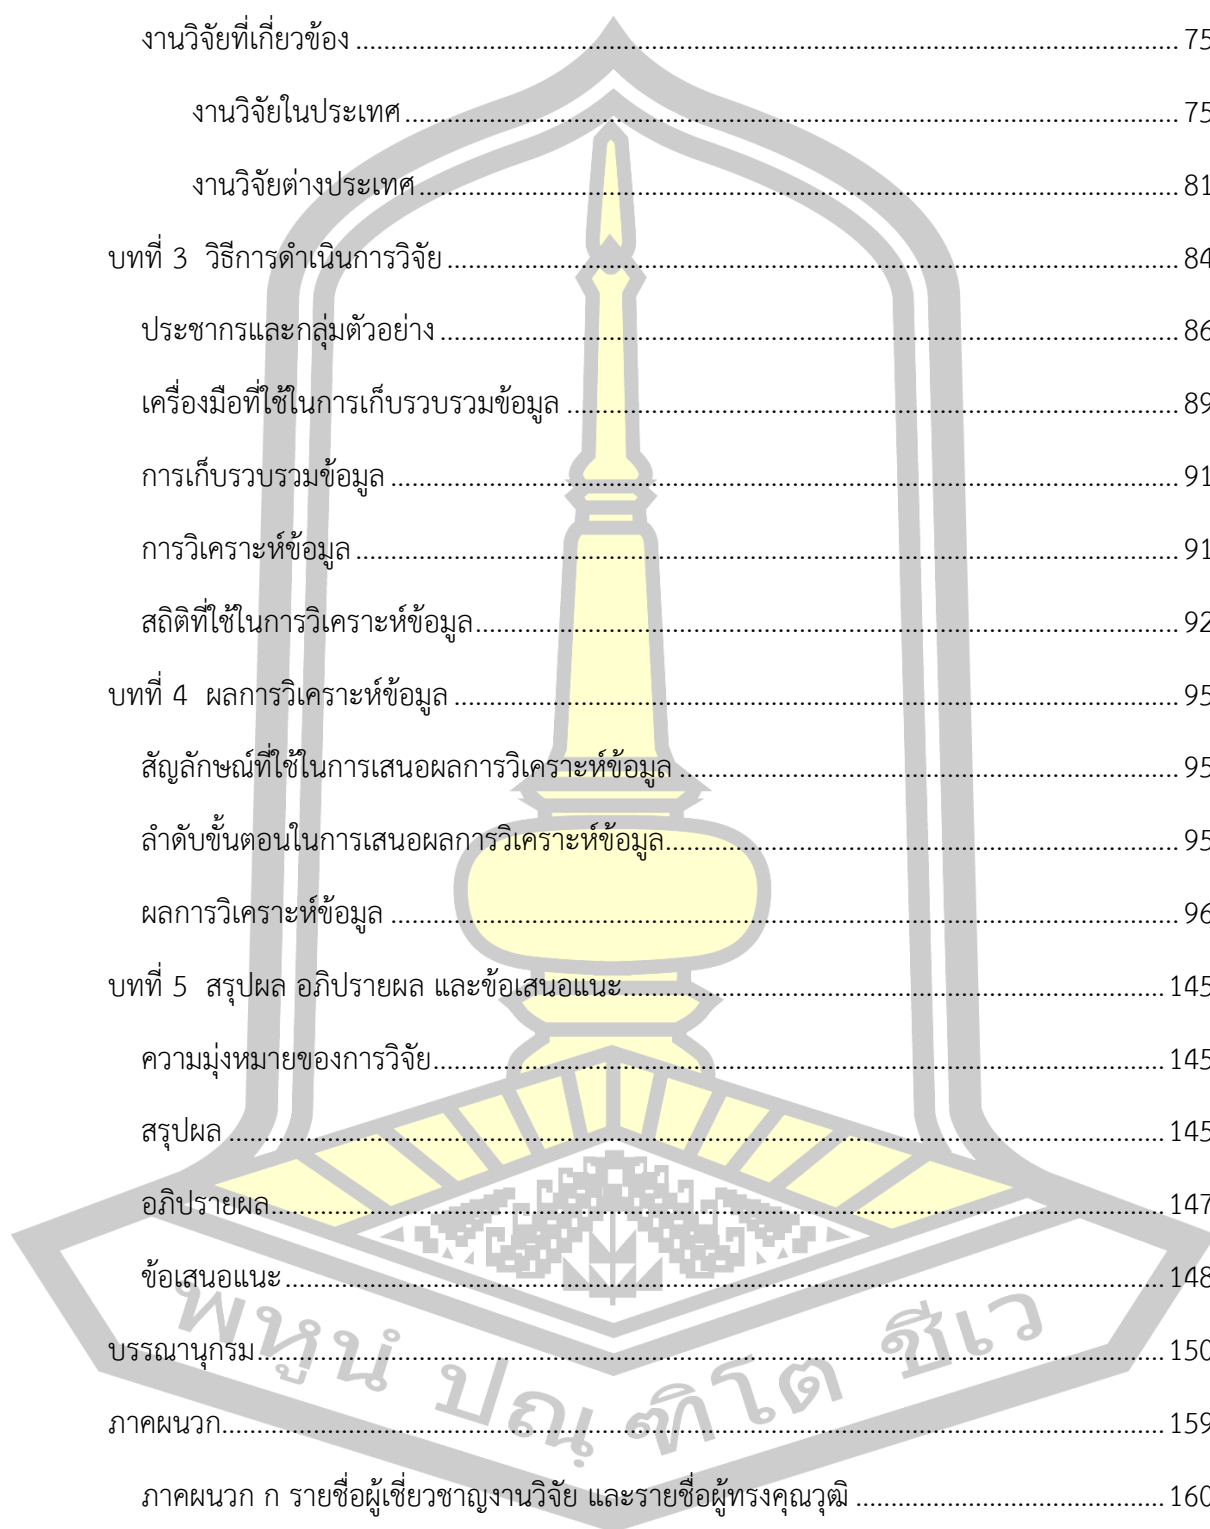 งานวิจัยที่เกี่ยวข้อง 75
งานวิจัยในประเทศ 75
งานวิจัยต่างประเทศ 81
บทที่ 3 วิธีการดำเนินการวิจัย 84
ประชากรและกลุ่มตัวอย่าง 86
เครื่องมือที่ใช้ในการเก็บรวบรวมข้อมูล 89
การเก็บรวบรวมข้อมูล 91
การวิเคราะห์ข้อมูล 91
สถิติที่ใช้ในการวิเคราะห์ข้อมูล 92
บทที่ 4 ผลการวิเคราะห์ข้อมูล 95
สัญลักษณ์ที่ใช้ในการเสนอผลการวิเคราะห์ข้อมูล 95
ลำดับขั้นตอนในการเสนอผลการวิเคราะห์ข้อมูล 95
ผลการวิเคราะห์ข้อมูล 96
บทที่ 5 สรุปผล อภิปรายผล และข้อเสนอแนะ 145
ความมุ่งหมายของการวิจัย 145
สรุปผล 145
อภิปรายผล 147
ข้อเสนอแนะ 148
บรรณานุกรม 150
ภาคผนวก 159
ภาคผนวก ก รายชื่อผู้เชี่ยวชาญงานวิจัย และรายชื่อผู้ทรงคุณวุฒิ 160
พหูนํ ปณฺฑิโต ชีเว